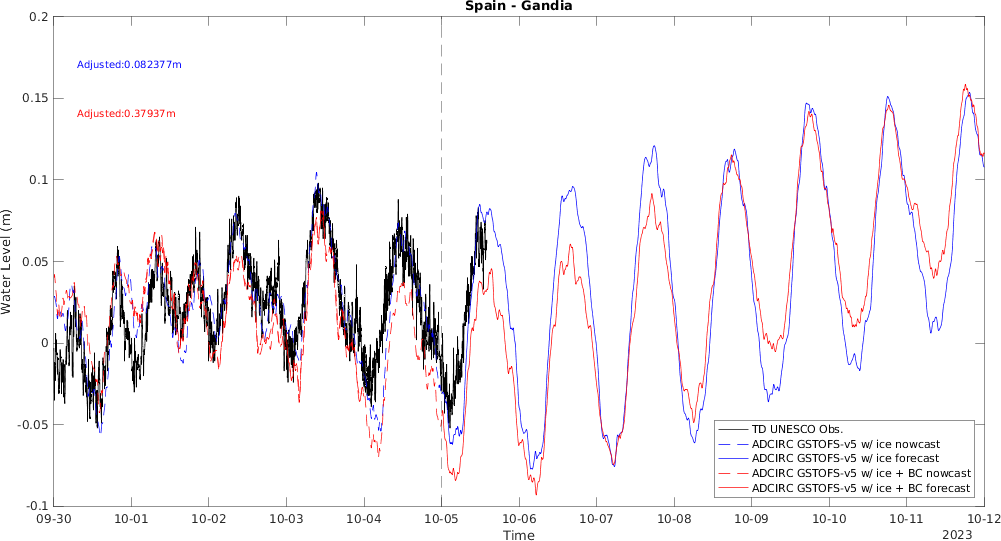 Spain - Gandia
0.2
0.15
0.1
0.05
0
-0.05
-0.1
Water Level (m)
Adjusted:0.082377m
Adjusted:0.37937m
TD UNESCO Obs.
ADCIRC GSTOFS-v5 w/ ice nowcast
ADCIRC GSTOFS-v5 w/ ice forecast
ADCIRC GSTOFS-v5 w/ ice + BC nowcast
ADCIRC GSTOFS-v5 w/ ice + BC forecast
09-30 10-01 10-02 10-03 10-04 10-05 10-06 10-07 10-08 10-09 10-10 10-11 10-12
Time
2023